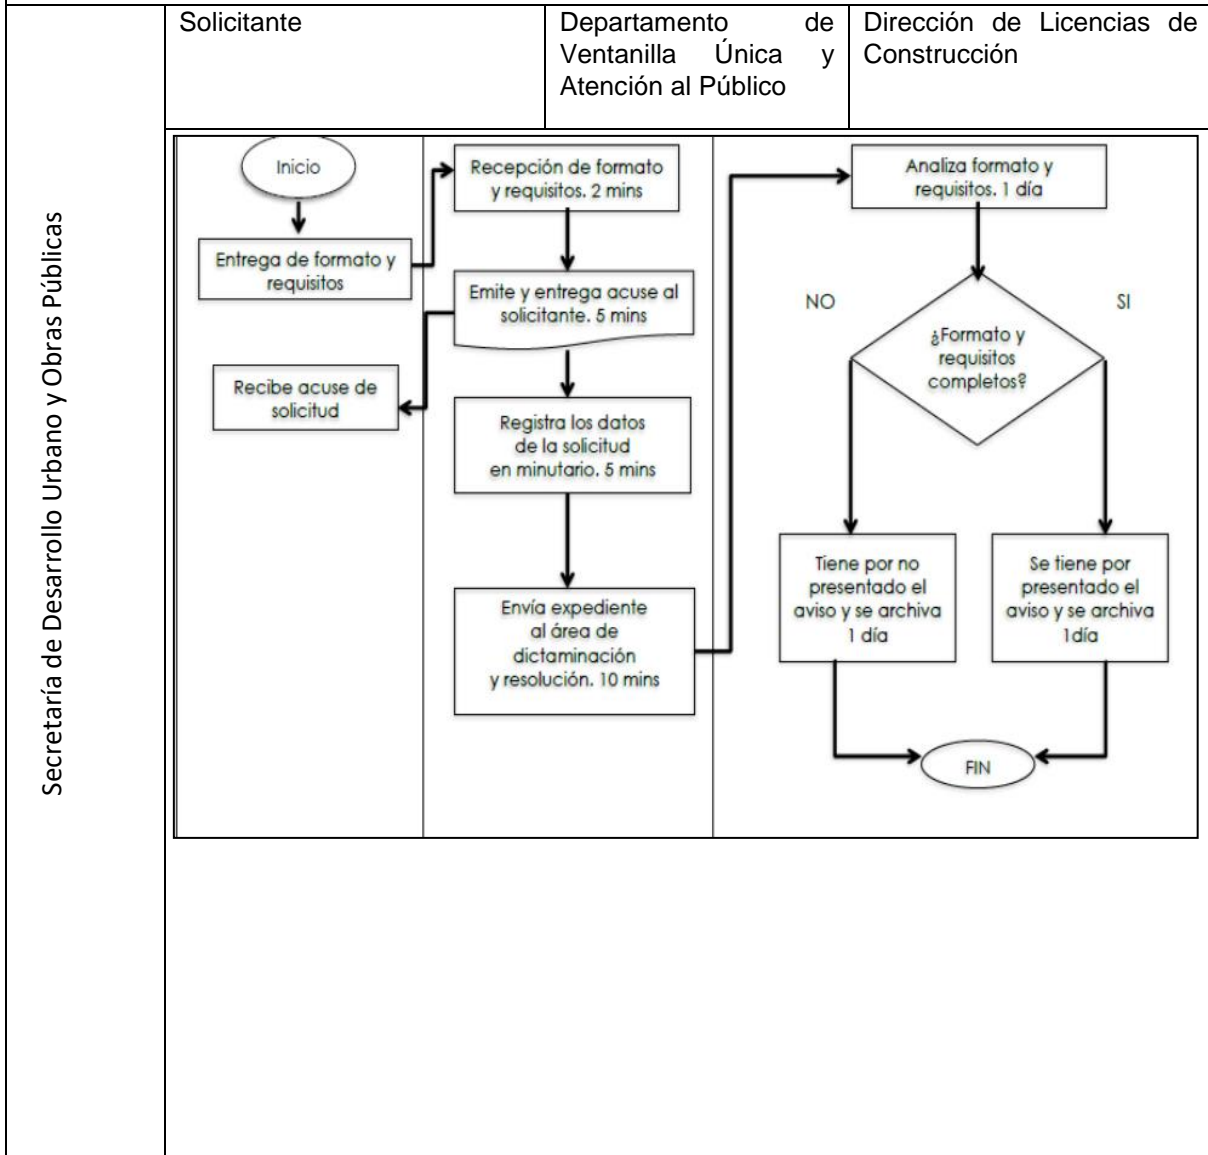 Secretaría de Desarrollo Urbano y Obras Públicas
Solicitante
Departamento de
Ventanilla Única y
Atención al Público
Dirección de Licencias de
Construcción
Inicio
Entrega de formato y
requisitos
Recibe acuse de
solicitud
Recepción de formato
y requisitos. 2 mins
Emite y entrega acuse al
solicitante. 5 mins
Registra los datos
de la solicitud
en minutario. 5 mins
Envía expediente
al área de
dictaminación
y resolución. 10 mins
Analiza formato y
requisitos. 1 día
NO
SI
¿Formato y
requisitos
completos?
Tiene por no
presentado el
aviso y se archiva
1 día
Se tiene por
presentado el
aviso y se archiva
1día
FIN